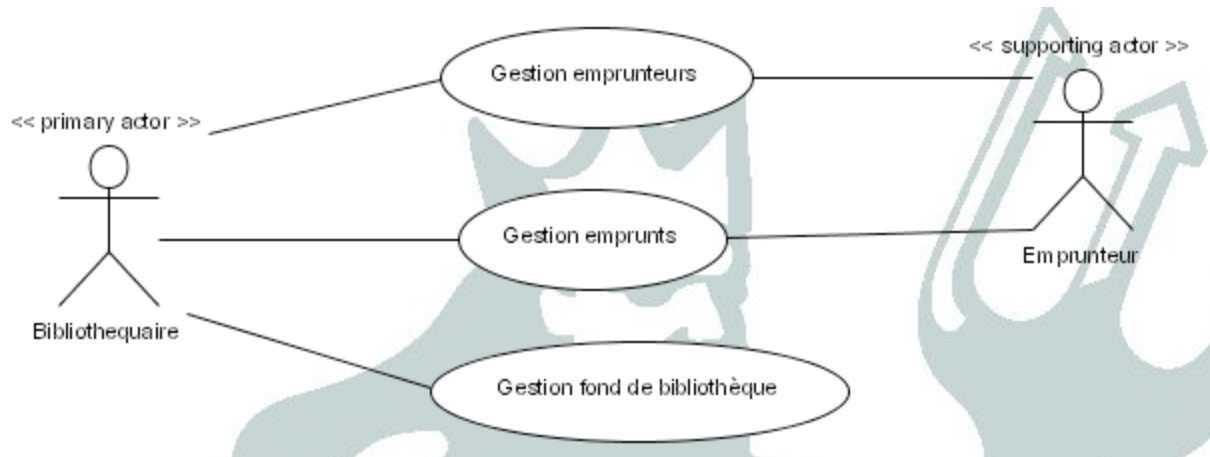 << supporting actor >>
Gestion emprunteurs
<< primary actor >>
Gestion emprunts
Emprunteur
Bibliothequaire
Gestion fond de bibliothèque